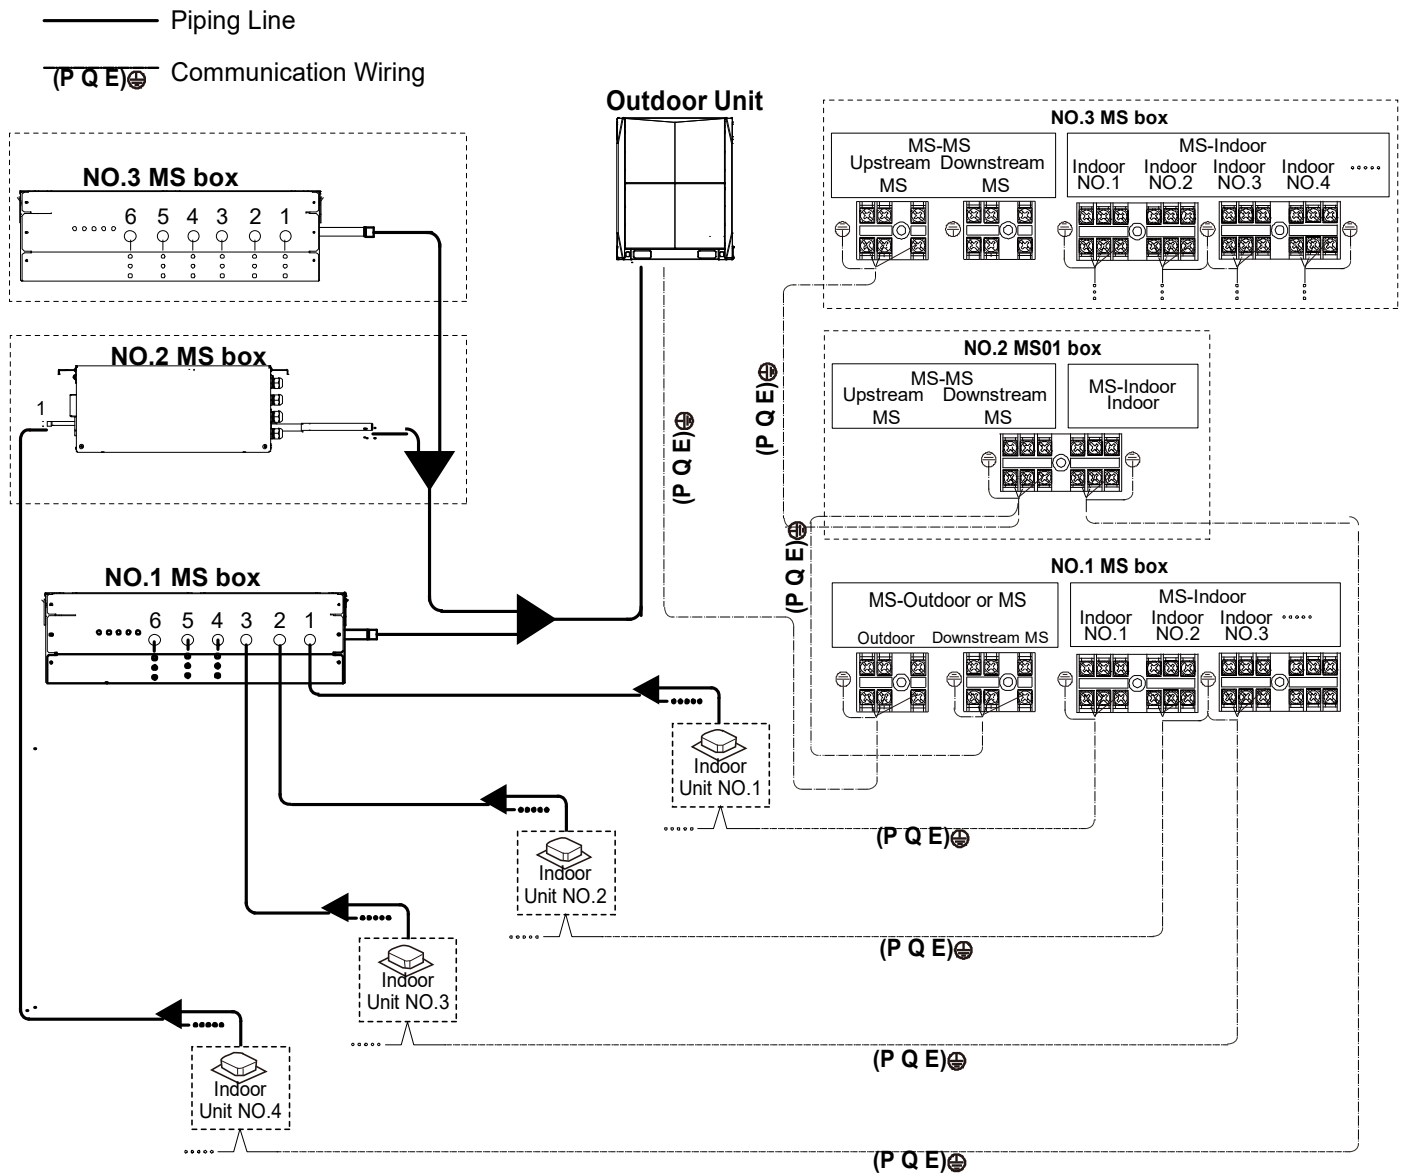 Piping Line
(P Q E) Communication Wiring
Outdoor Unit
NO.3 MS box
6 5 4 3 2 1
NO.2 MS box
1
NO.1 MS box
6 5 4 3 2 1
Indoor
Unit NO.1
Indoor
Unit NO.2
Indoor
Unit NO.3
Indoor
Unit NO.4
(P Q E)
(P Q E)
(P Q E)
NO.3 MS box
MS-MS
Upstream Downstream
MS MS
MS-Indoor
Indoor Indoor Indoor Indoor
NO.1 NO.2 NO.3 NO.4
NO.2 MS01 box
MS-MS
Upstream Downstream
MS MS
MS-Indoor
Indoor
NO.1 MS box
MS-Outdoor or MS
Outdoor Downstream MS
MS-Indoor
Indoor Indoor Indoor
NO.1 NO.2 NO.3
(P Q E)
(P Q E)
(P Q E)
(P Q E)